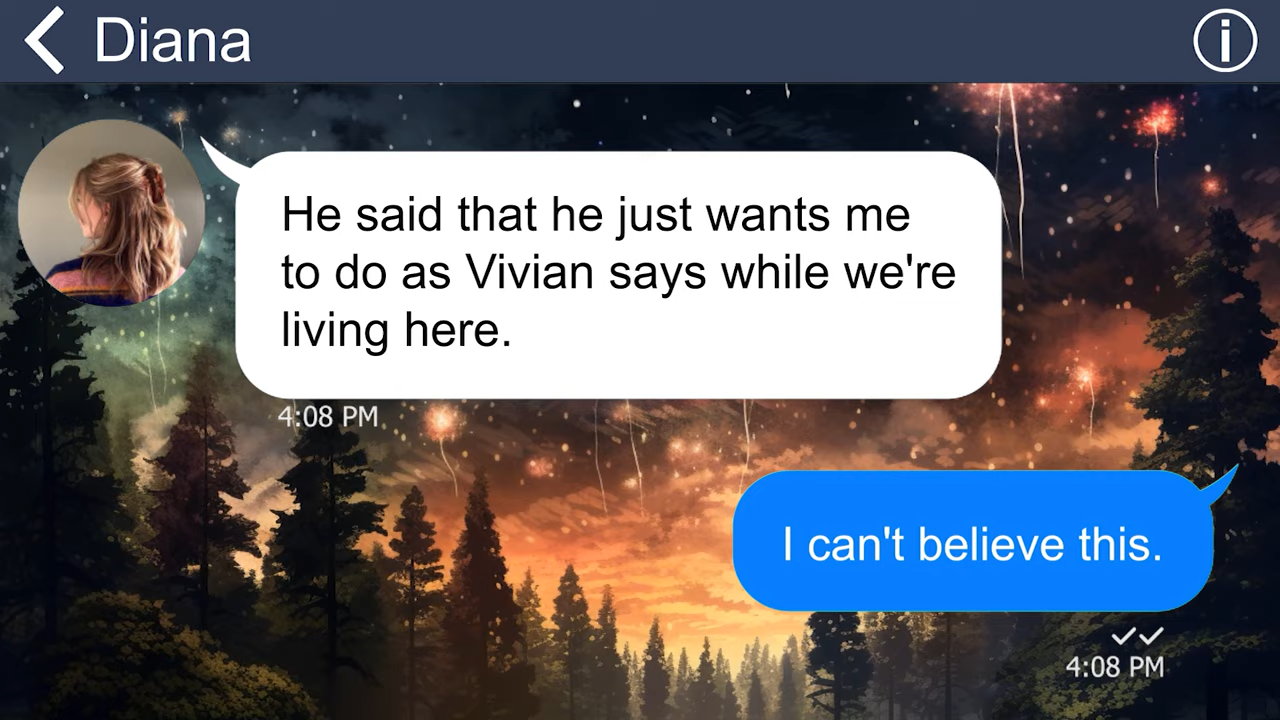 Diana
He said that he just wants me
to do as Vivian says while we're
living here.
4:08 PM
I can't believe this.
4:08 PM